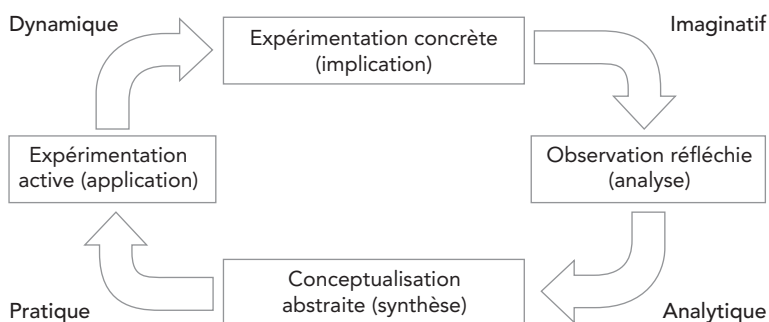 Dynamique
Expérimentation concrète
(implication)
Imaginatif
Expérimentation
active (application)
Observation réfléchie
(analyse)
Conceptualisation
abstraite (synthèse)
Pratique
Analytique